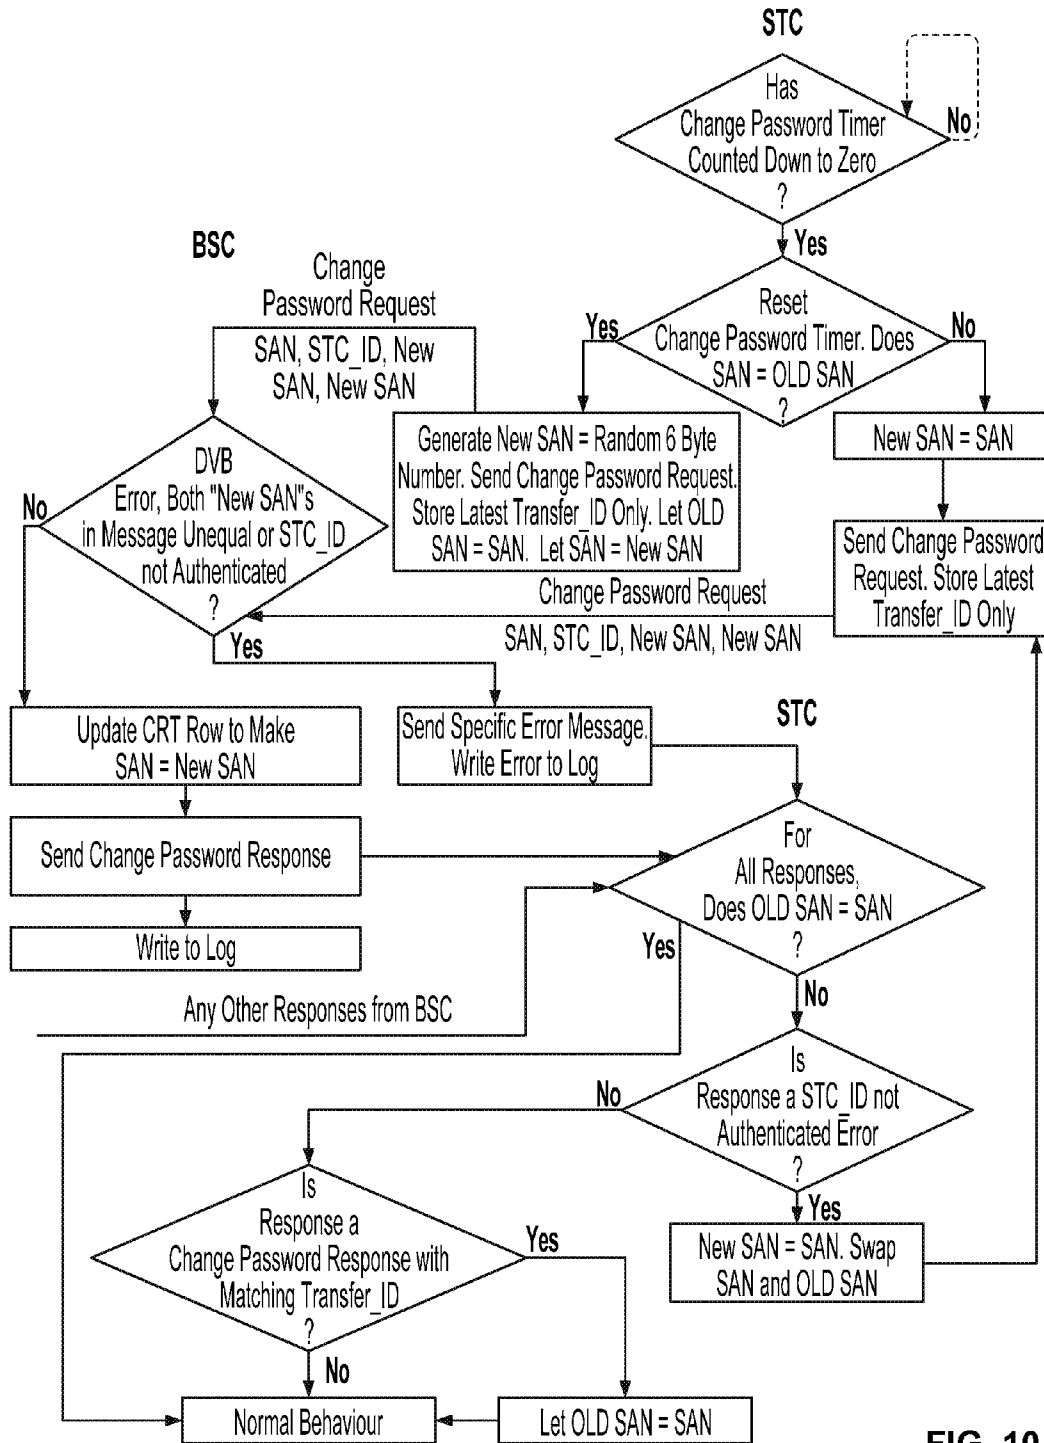 STC
Has
Change Password Timer
Counted Down to Zero
?
No
Yes
BSC
Change
Password Request
SAN, STC_ID, New
SAN, New SAN
Reset
Change Password Timer. Does
SAN = OLD SAN
?
Yes
No
Generate New SAN = Random 6 Byte
Number. Send Change Password Request.
Store Latest Transfer_ID Only. Let OLD
SAN = SAN. Let SAN = New SAN
New SAN = SAN
DVB
Error, Both "New SAN"s
in Message Unequal or STC_ID
not Authenticated
?
No
Yes
Send Change Password
Request. Store Latest
Transfer_ID Only
Change Password Request
SAN, STC_ID, New SAN, New SAN
Update CRT Row to Make
SAN = New SAN
Send Specific Error Message.
Write Error to Log
STC
Send Change Password Response
For
All Responses,
Does OLD SAN = SAN
?
Write to Log
Yes
No
Any Other Responses from BSC
Is
Response a STC_ID not
Authenticated Error
?
No
Yes
Is
Response a
Change Password Response with
Matching Transfer_ID
?
Yes
No
New SAN = SAN. Swap
SAN and OLD SAN
Normal Behaviour
Let OLD SAN = SAN
FIG. 10